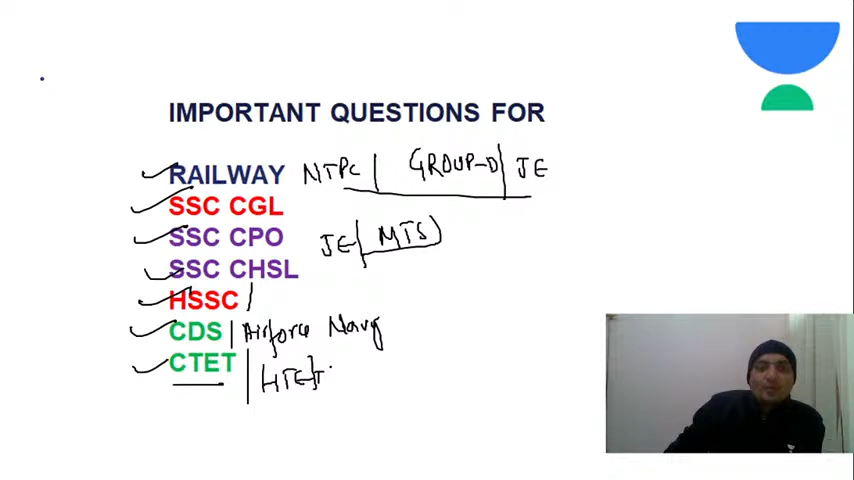 IMPORTANT QUESTIONS FOR
RAILWAY NTPC | GROUP-D | JE
SSC CGL
SSC CPO JE | MTS
SSC CHSL
HSSC |
CDS | Airforce Navy
CTET | HTET